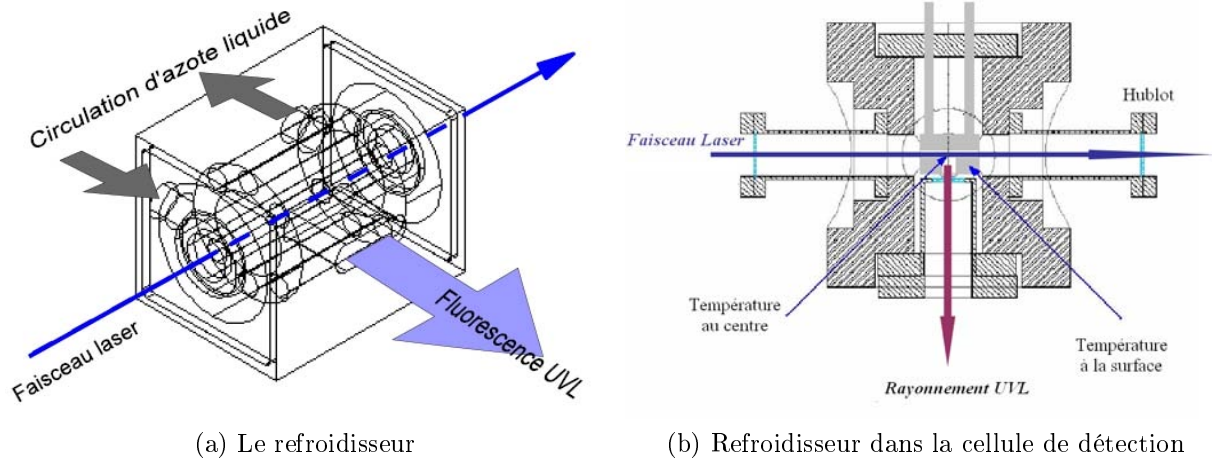 Circulation d'azote liquide
Faisceau laser
Fluorescence UVL
Hublot
Faisceau Laser
Température
au centre
Température
à la surface
Rayonnement UVL
(a) Le refroidisseur
(b) Refroidisseur dans la cellule de détection